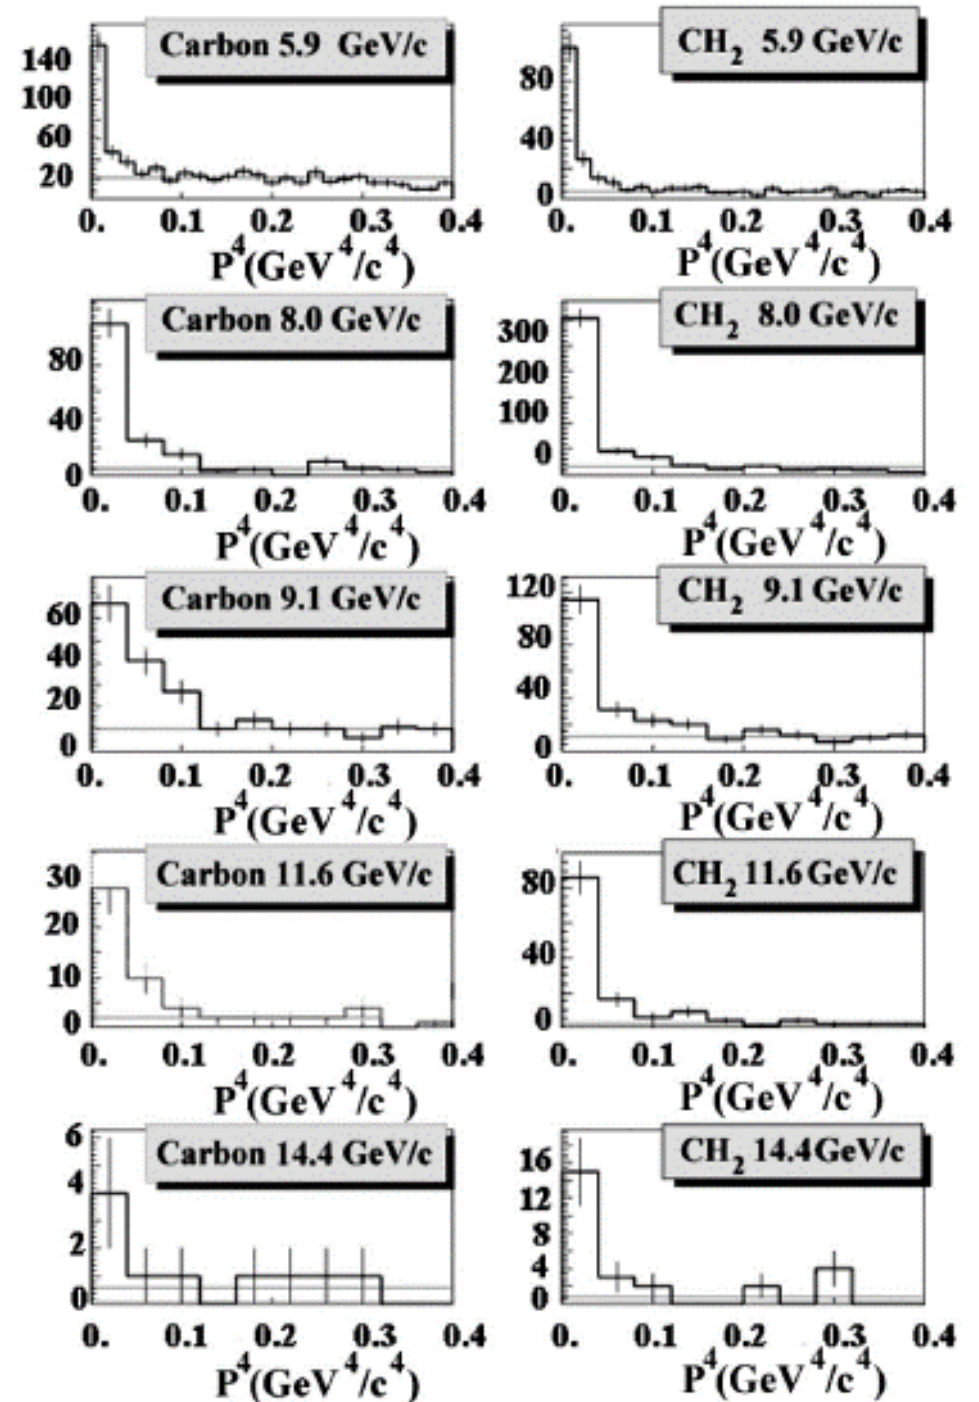 Carbon 5.9 GeV/c
140
100
60
20
0. 0.1 0.2 0.3 0.4
P⁴(GeV⁴/c⁴)
CH₂ 5.9 GeV/c
80
40
0
0. 0.1 0.2 0.3 0.4
P⁴(GeV⁴/c⁴)
Carbon 8.0 GeV/c
80
40
0
0. 0.1 0.2 0.3 0.4
P⁴(GeV⁴/c⁴)
CH₂ 8.0 GeV/c
300
200
100
0
0. 0.1 0.2 0.3 0.4
P⁴(GeV⁴/c⁴)
Carbon 9.1 GeV/c
60
40
20
0
0. 0.1 0.2 0.3 0.4
P⁴(GeV⁴/c⁴)
CH₂ 9.1 GeV/c
120
80
40
0
0. 0.1 0.2 0.3 0.4
P⁴(GeV⁴/c⁴)
Carbon 11.6 GeV/c
30
20
10
0
0. 0.1 0.2 0.3 0.4
P⁴(GeV⁴/c⁴)
CH₂ 11.6 GeV/c
80
40
0
0. 0.1 0.2 0.3 0.4
P⁴(GeV⁴/c⁴)
Carbon 14.4 GeV/c
6
4
2
0
0. 0.1 0.2 0.3 0.4
P⁴(GeV⁴/c⁴)
CH₂ 14.4 GeV/c
16
12
8
4
0
0. 0.1 0.2 0.3 0.4
P⁴(GeV⁴/c⁴)